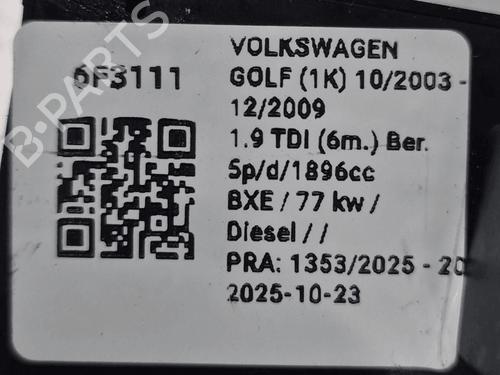 6F3111
VOLKSWAGEN
GOLF (1K) 10/2003 -
12/2009
1.9 TDI (6m.) Ber.
5p/d/1896cc
BXE / 77 kw /
Diesel / /
PRA: 1353/2025 - 20
2025-10-23
B-PARTS